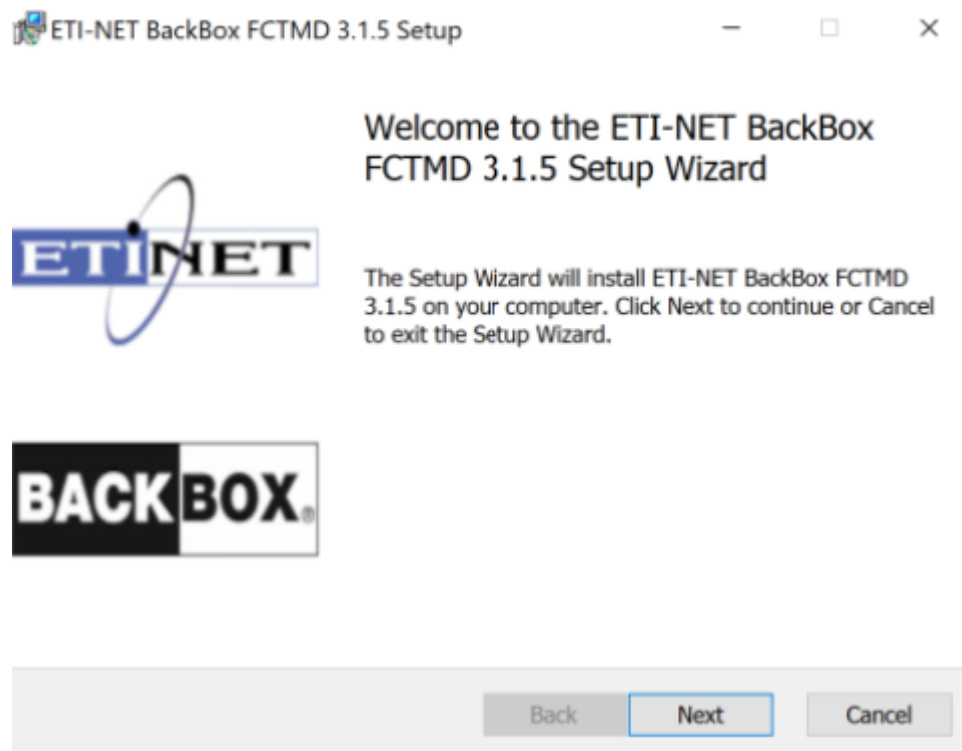 ETI-NET BackBox FCTMD 3.1.5 Setup
Welcome to the ETI-NET BackBox
FCTMD 3.1.5 Setup Wizard
ETINET
The Setup Wizard will install ETI-NET BackBox FCTMD
3.1.5 on your computer. Click Next to continue or Cancel
to exit the Setup Wizard.
BACKBOX®
Back Next Cancel